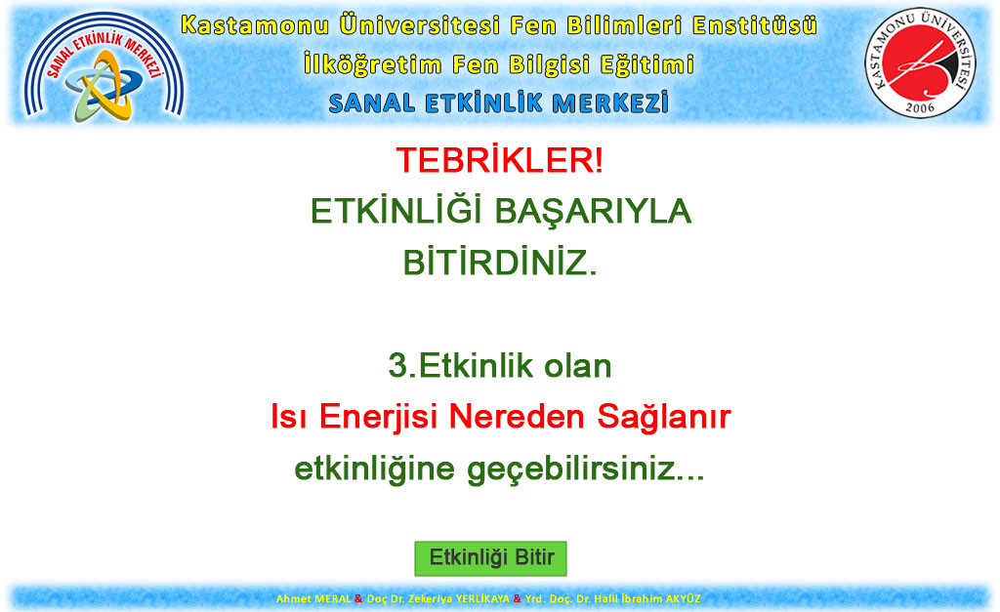 Kastamonu Üniversitesi Fen Bilimleri Enstitüsü
İlköğretim Fen Bilgisi Eğitimi
SANAL ETKİNLİK MERKEZİ
SANAL ETKİNLİK MERKEZİ
KASTAMONU ÜNİVERSİTESİ
2006
TEBRİKLER!
ETKİNLİĞİ BAŞARIYLA
BİTİRDİNİZ.
3.Etkinlik olan
Isı Enerjisi Nereden Sağlanır
etkinliğine geçebilirsiniz...
Etkinliği Bitir
Ahmet MERAL & Doç Dr. Zekeriya YERLİKAYA & Yrd. Doç. Dr. Halil İbrahim AKYÜZ